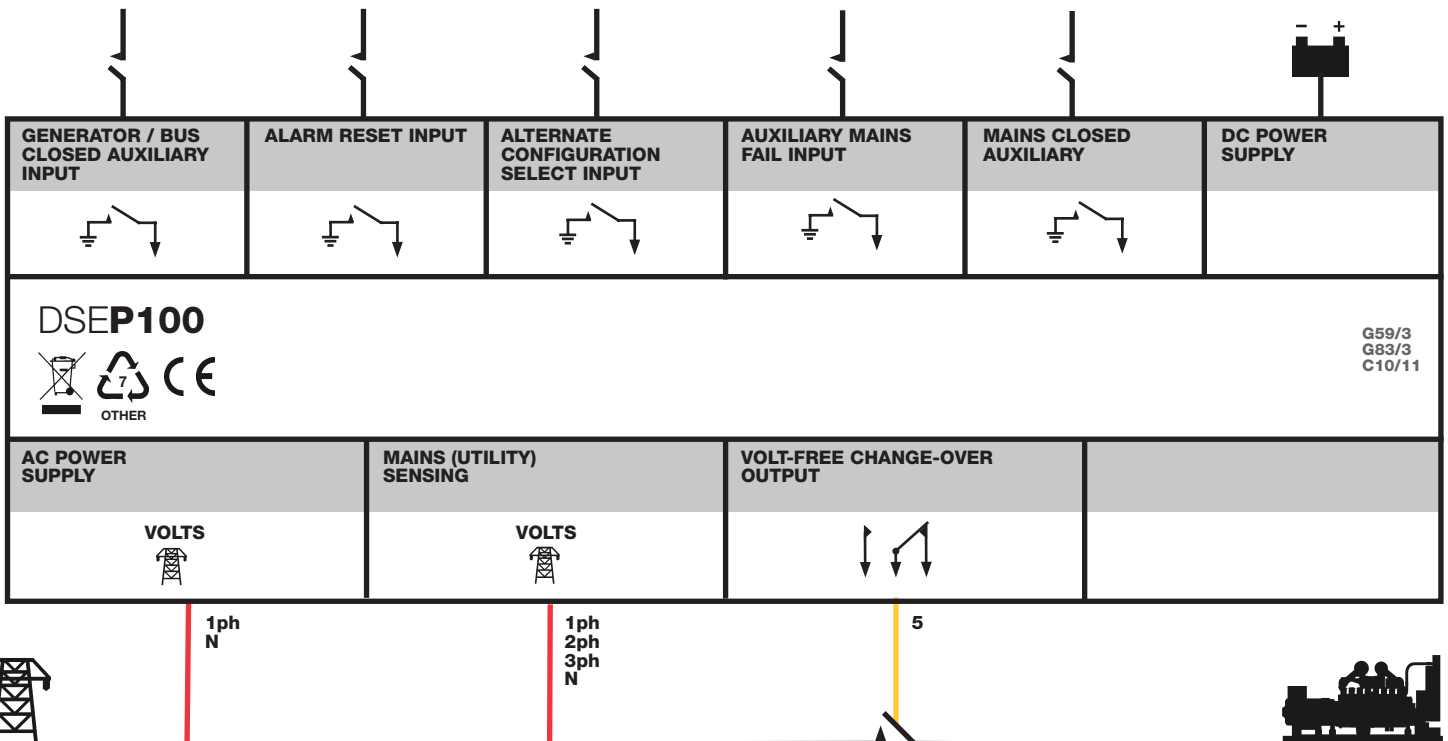 - +
GENERATOR / BUS
CLOSED AUXILIARY
INPUT
ALARM RESET INPUT
ALTERNATE
CONFIGURATION
SELECT INPUT
AUXILIARY MAINS
FAIL INPUT
MAINS CLOSED
AUXILIARY
DC POWER
SUPPLY
DSEP100
7
CE
OTHER
G59/3
G83/3
C10/11
AC POWER
SUPPLY
VOLTS
MAINS (UTILITY)
SENSING
VOLTS
VOLT-FREE CHANGE-OVER
OUTPUT
1ph
N
1ph
2ph
3ph
N
5